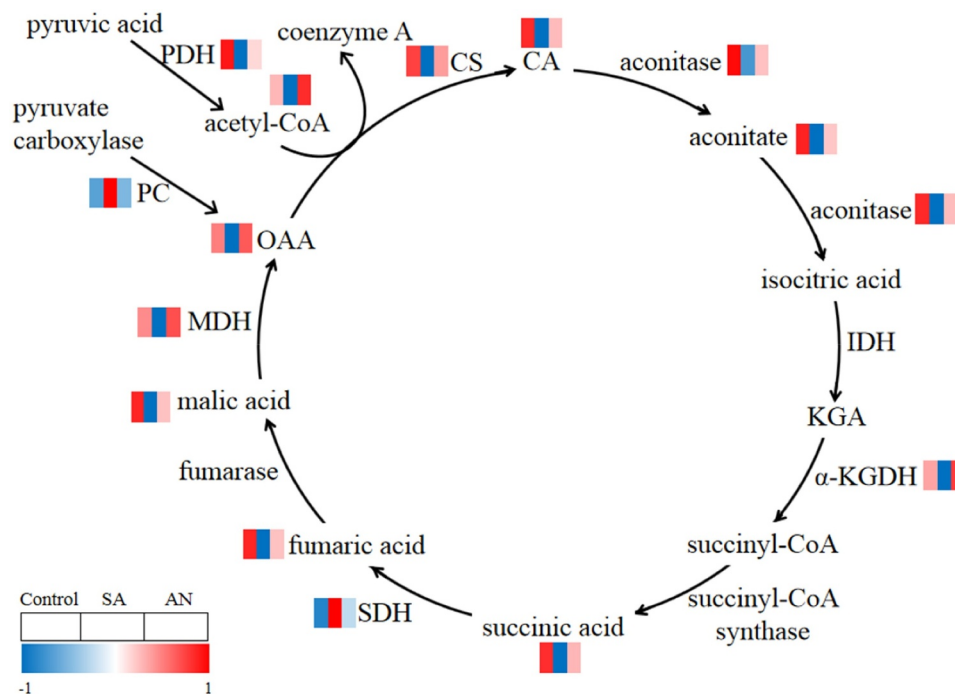 pyruvic acid
PDH
coenzyme A
CS
CA
aconitase
acetyl-CoA
pyruvate
carboxylase
aconitate
PC
aconitase
OAA
isocitric acid
MDH
IDH
malic acid
KGA
fumarase
α-KGDH
fumaric acid
succinyl-CoA
Control SA AN
SDH
succinyl-CoA
synthase
succinic acid
-1 1